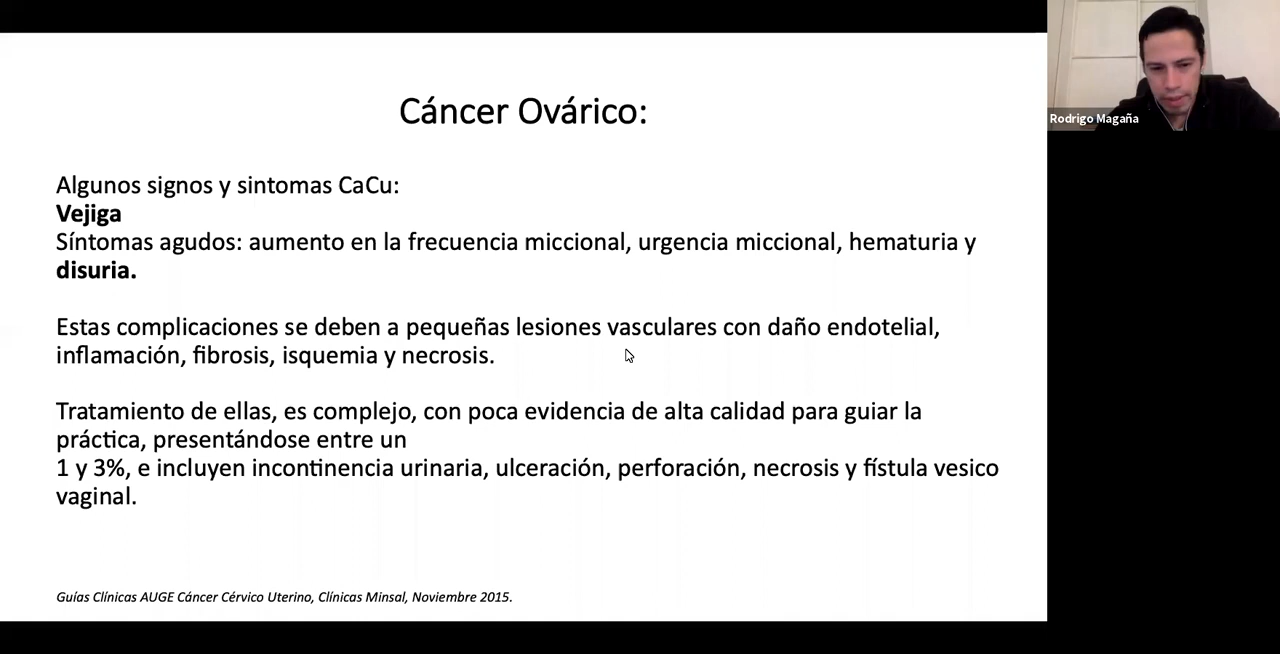 Cáncer Ovárico:
Algunos signos y sintomas CaCu:
Vejiga
Síntomas agudos: aumento en la frecuencia miccional, urgencia miccional, hematuria y
disuria.
Estas complicaciones se deben a pequeñas lesiones vasculares con daño endotelial,
inflamación, fibrosis, isquemia y necrosis.
Tratamiento de ellas, es complejo, con poca evidencia de alta calidad para guiar la
práctica, presentándose entre un
1 y 3%, e incluyen incontinencia urinaria, ulceración, perforación, necrosis y fístula vesico
vaginal.
Guías Clínicas AUGE Cáncer Cérvico Uterino, Clínicas Minsal, Noviembre 2015.
Rodrigo Magaña